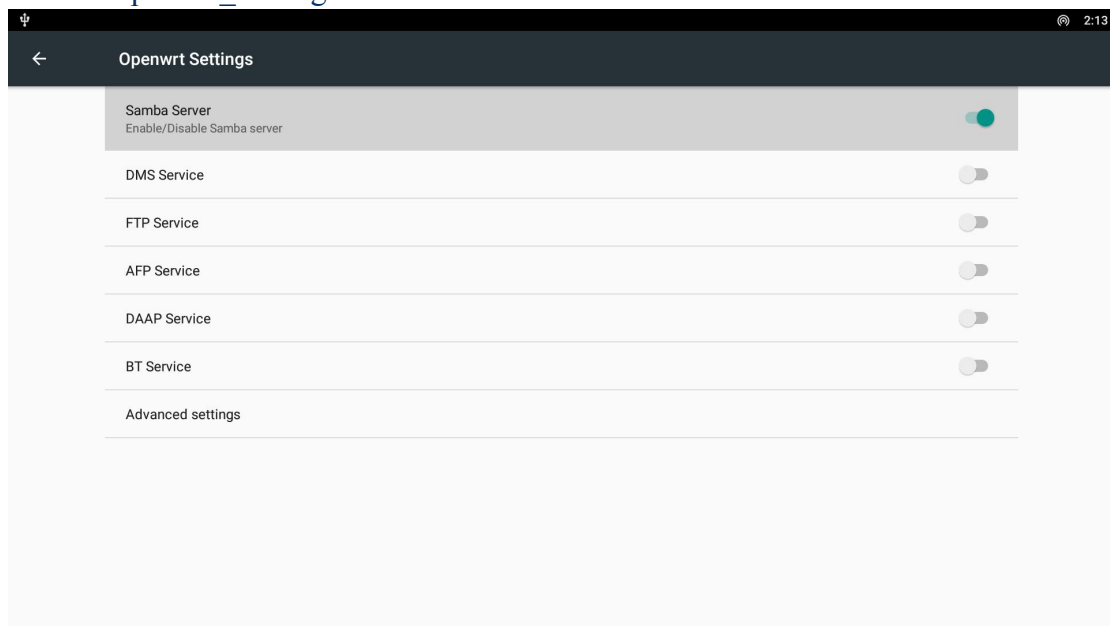 2:13
Openwrt Settings
Samba Server
Enable/Disable Samba server
DMS Service
FTP Service
AFP Service
DAAP Service
BT Service
Advanced settings